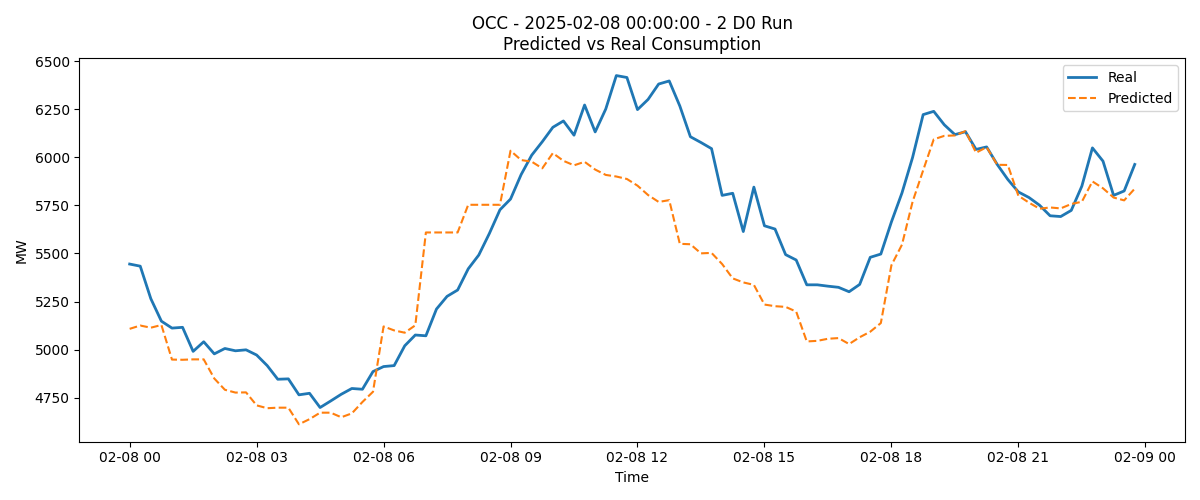 OCC - 2025-02-08 00:00:00 - 2 D0 Run
Predicted vs Real Consumption
Real
Predicted
MW
6500
6250
6000
5750
5500
5250
5000
4750
02-08 00
02-08 03
02-08 06
02-08 09
02-08 12
02-08 15
02-08 18
02-08 21
02-09 00
Time